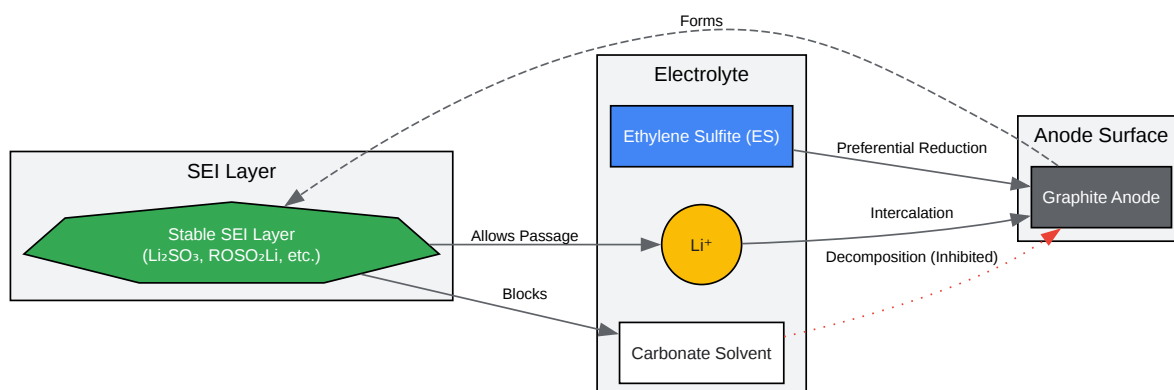 Forms
Electrolyte
Ethylene Sulfite (ES)
Preferential Reduction
Anode Surface
Graphite Anode
SEI Layer
Stable SEI Layer
(Li₂SO₃, ROSO₂Li, etc.)
Allows Passage
Li⁺
Intercalation
Decomposition (Inhibited)
Blocks
Carbonate Solvent